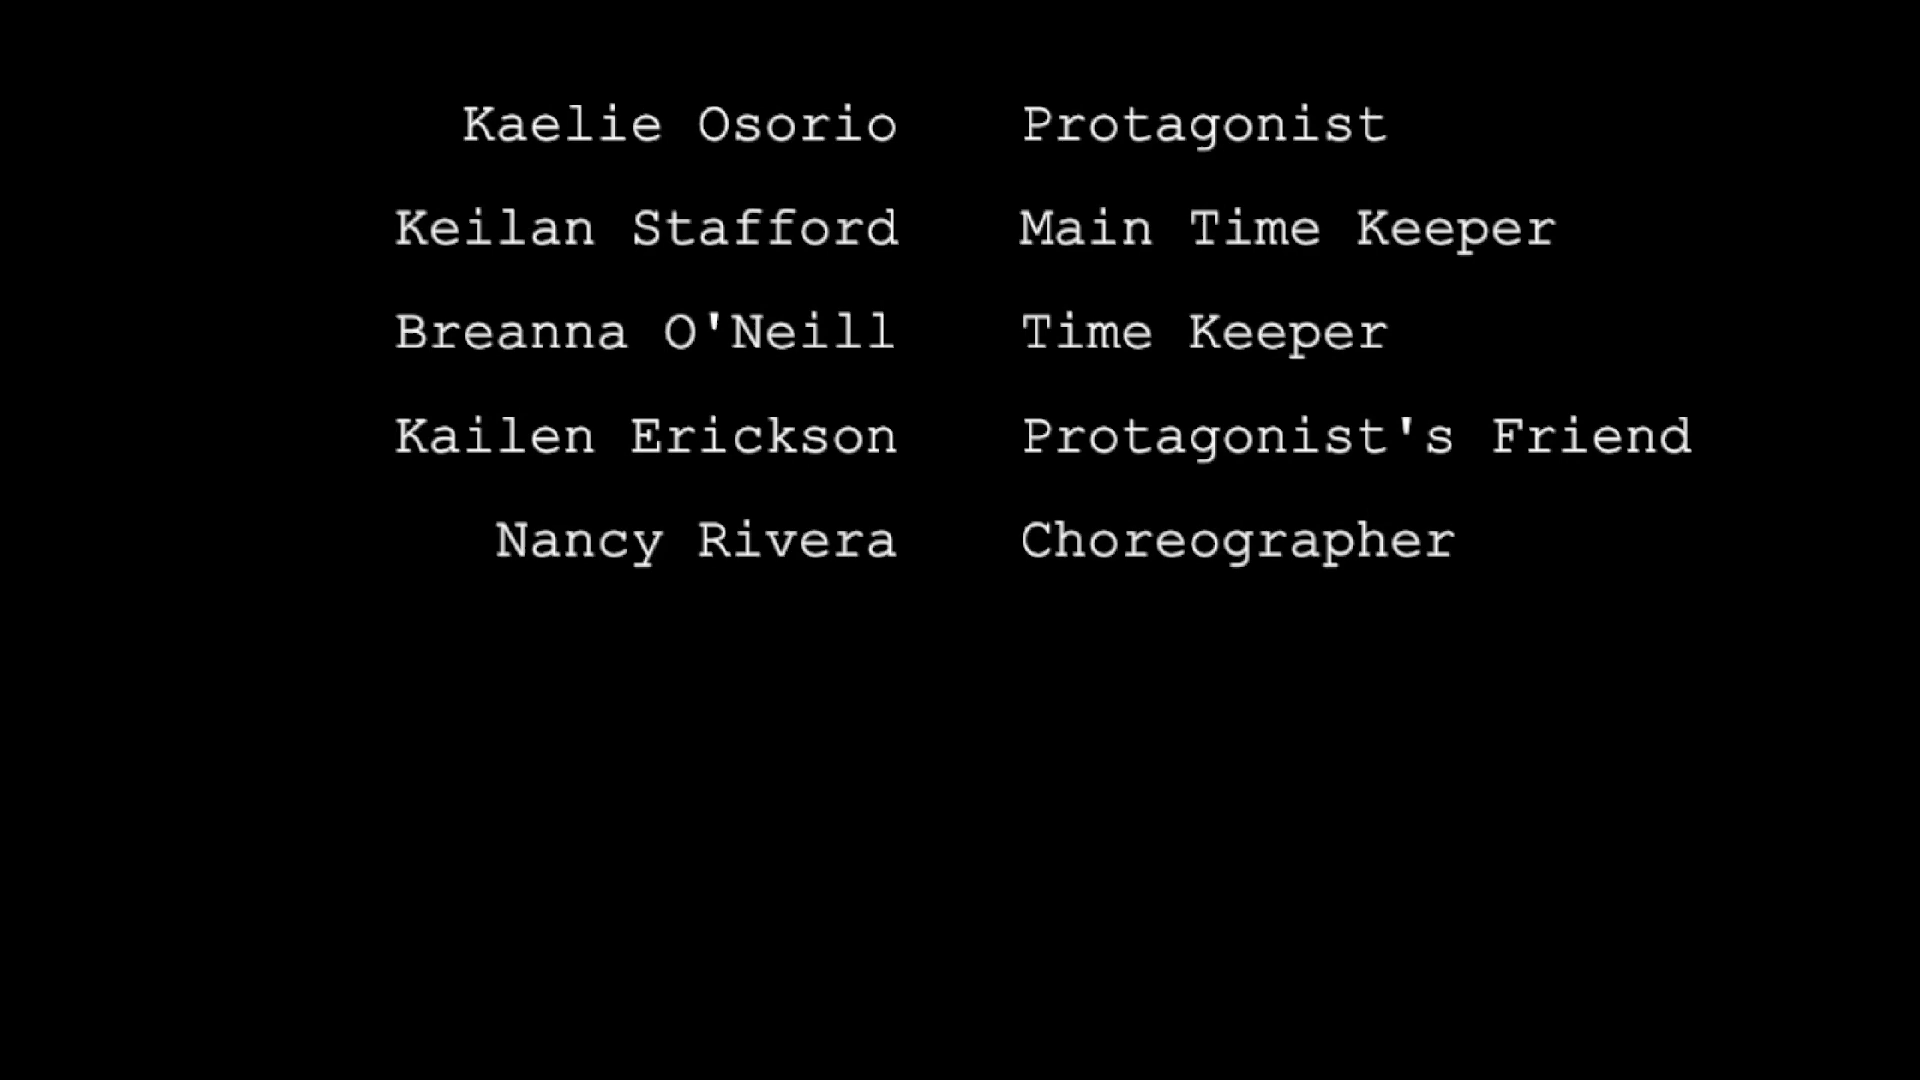 Kaelie Osorio Protagonist
Keilan Stafford Main Time Keeper
Breanna O'Neill Time Keeper
Kailen Erickson Protagonist's Friend
Nancy Rivera Choreographer